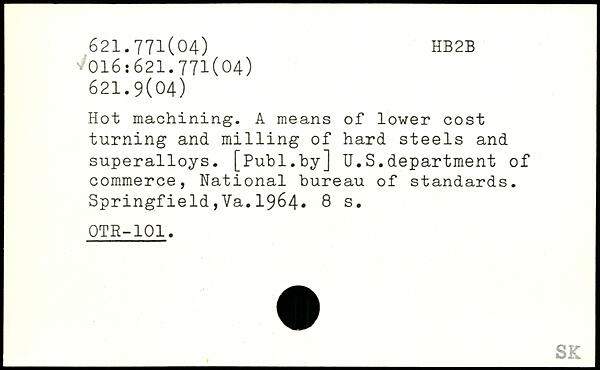 621.771(04) HB2B
✓016:621.771(04)
621.9(04)
Hot machining. A means of lower cost
turning and milling of hard steels and
superalloys. [Publ.by] U.S.department of
commerce, National bureau of standards.
Springfield,Va.1964. 8 s.
OTR-101.
SK